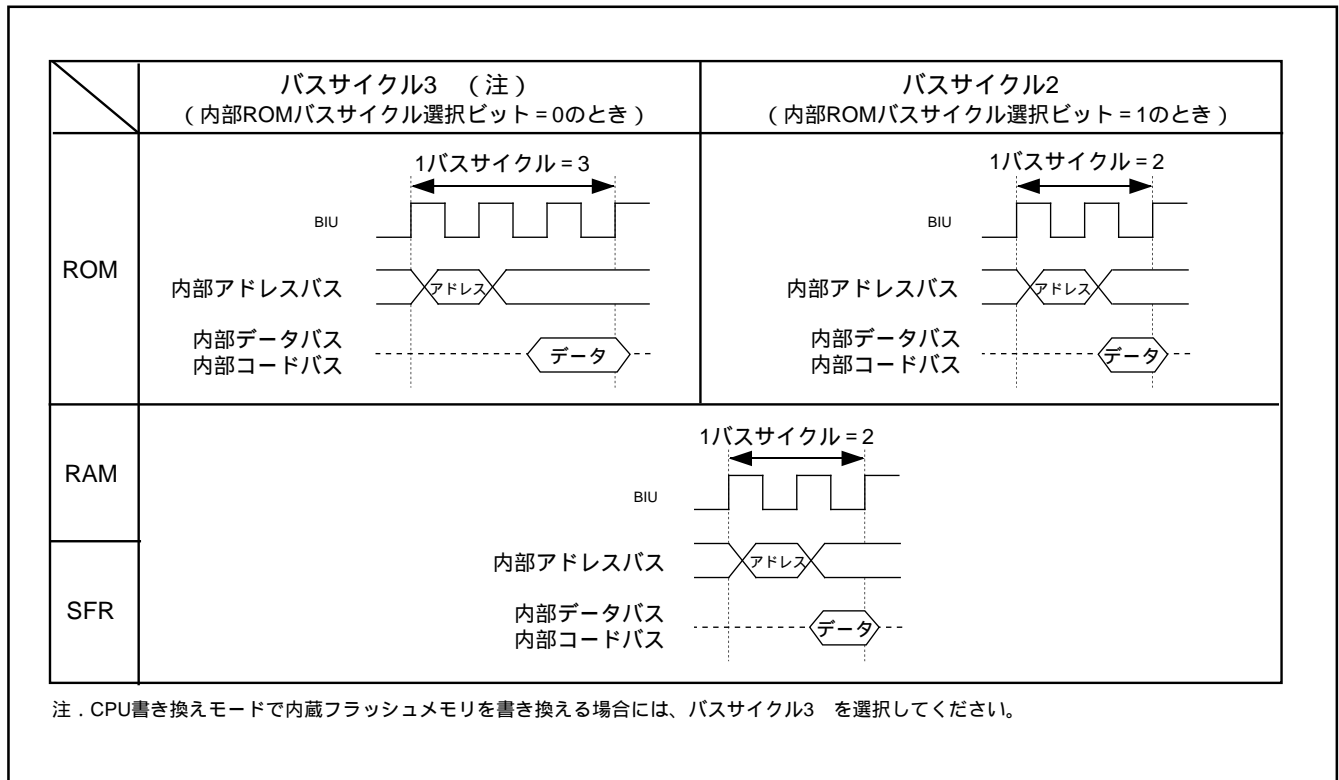 バスサイクル3 （注）
（内部ROMバスサイクル選択ビット = 0のとき）
バスサイクル2
（内部ROMバスサイクル選択ビット = 1のとき）
ROM
1バスサイクル = 3
BIU
内部アドレスバス
アドレス
内部データバス
内部コードバス
データ
1バスサイクル = 2
BIU
内部アドレスバス
アドレス
内部データバス
内部コードバス
データ
RAM
SFR
1バスサイクル = 2
BIU
内部アドレスバス
アドレス
内部データバス
内部コードバス
データ
注．CPU書き換えモードで内蔵フラッシュメモリを書き換える場合には、バスサイクル3 を選択してください。